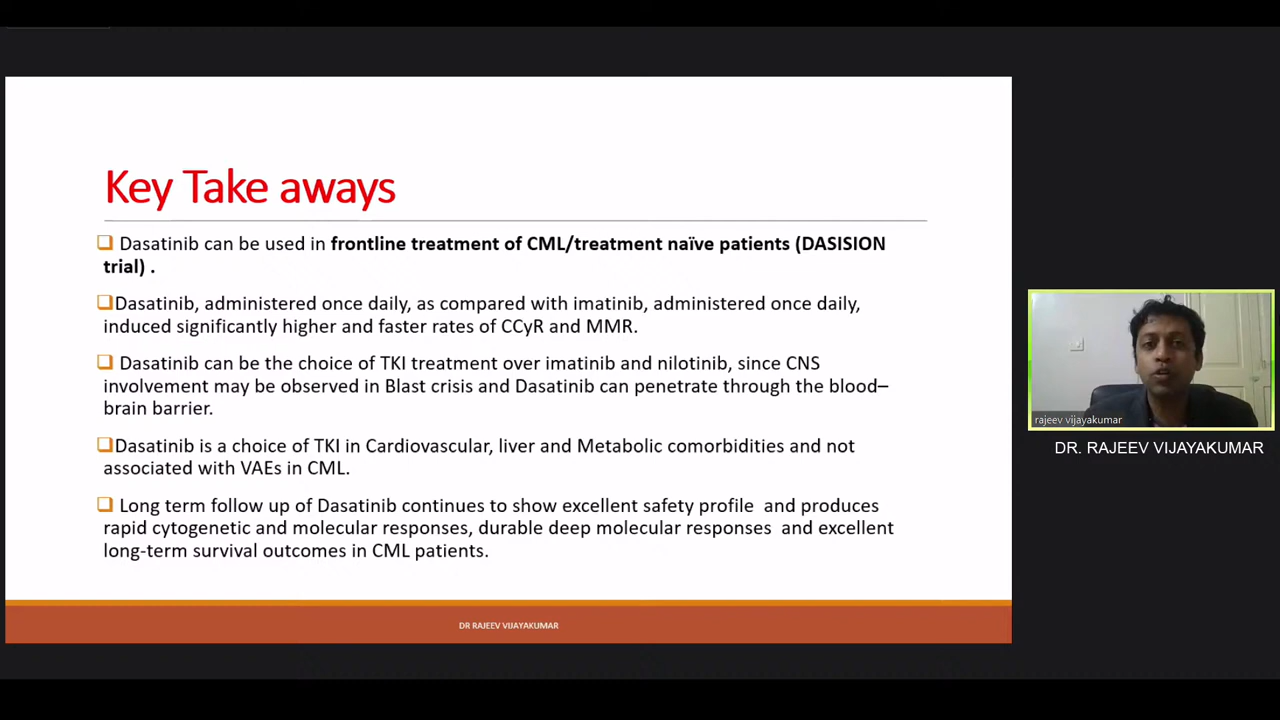 Key Take aways
Dasatinib can be used in frontline treatment of CML/treatment naïve patients (DASISION
trial) .
Dasatinib, administered once daily, as compared with imatinib, administered once daily,
induced significantly higher and faster rates of CCyR and MMR.
Dasatinib can be the choice of TKI treatment over imatinib and nilotinib, since CNS
involvement may be observed in Blast crisis and Dasatinib can penetrate through the blood–
brain barrier.
Dasatinib is a choice of TKI in Cardiovascular, liver and Metabolic comorbidities and not
associated with VAEs in CML.
Long term follow up of Dasatinib continues to show excellent safety profile  and produces
rapid cytogenetic and molecular responses, durable deep molecular responses  and excellent
long-term survival outcomes in CML patients.
DR RAJEEV VIJAYAKUMAR
rajeev vijayakumar
DR. RAJEEV VIJAYAKUMAR